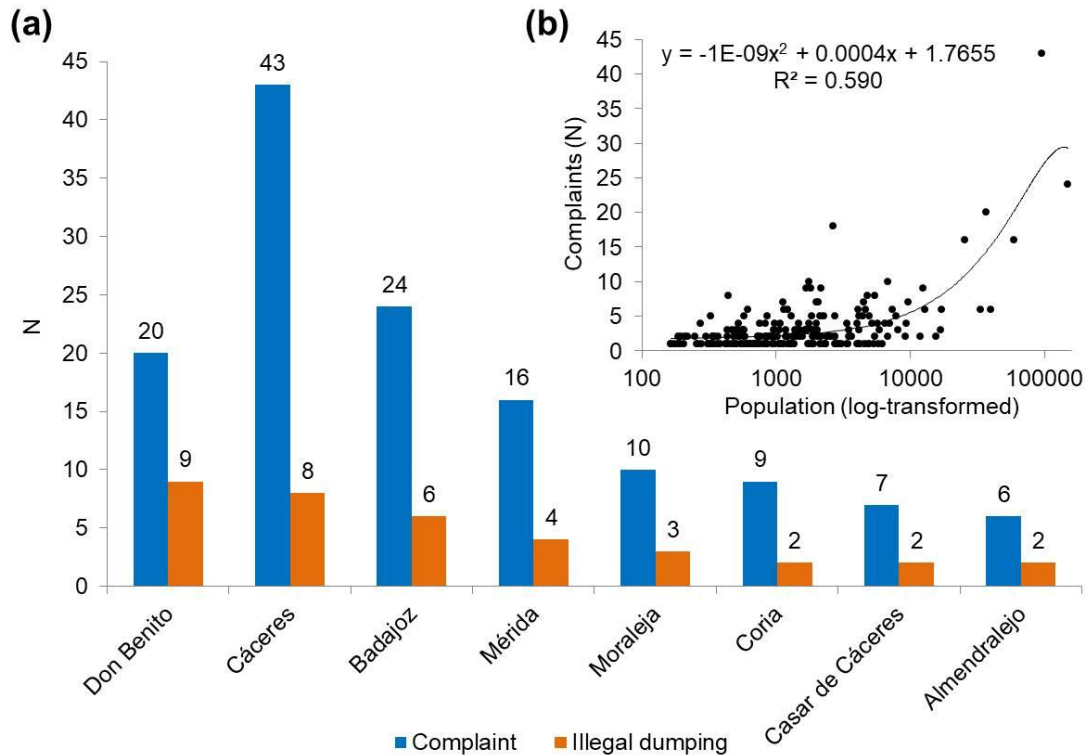 (a)
45
40
35
30
25
20
15
10
5
0
N
20
9
43
8
24
6
16
4
10
3
9
2
7
2
6
2
Don Benito
Cáceres
Badajoz
Mérida
Moraleja
Coria
Casar de Cáceres
Almendralejo
Complaint
Illegal dumping
(b)
y = -1E-09x² + 0.0004x + 1.7655
R² = 0.590
45
40
35
30
25
20
15
10
5
0
Complaints (N)
100
1000
10000
100000
Population (log-transformed)